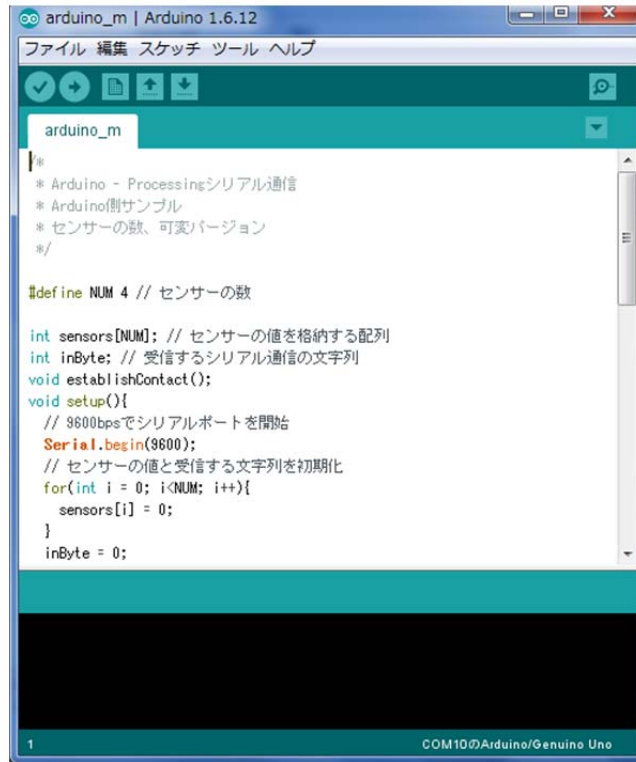 arduino_m | Arduino 1.6.12
ファイル 編集 スケッチ ツール ヘルプ
arduino_m
/*
 * Arduino - Processingシリアル通信
 * Arduino側サンプル
 * センサーの数、可変バージョン
 */
#define NUM 4 // センサーの数
int sensors[NUM]; // センサーの値を格納する配列
int inByte; // 受信するシリアル通信の文字列
void establishContact();
void setup(){
  // 9600bpsでシリアルポートを開始
  Serial.begin(9600);
  // センサーの値と受信する文字列を初期化
  for(int i = 0; i<NUM; i++){
    sensors[i] = 0;
  }
  inByte = 0;
1 COM10のArduino/Genuino Uno